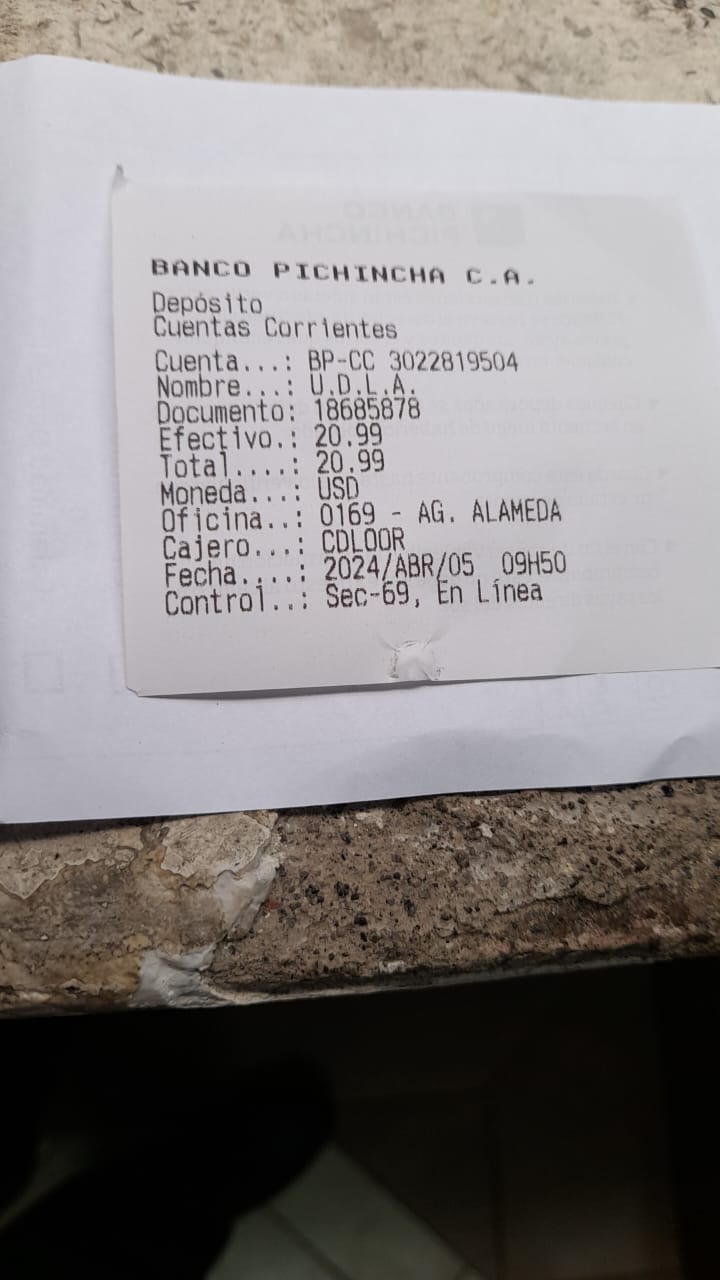 BANCO PICHINCHA C.A.
Depósito
Cuentas Corrientes
Cuenta...: BP-CC 3022819504
Nombre...: U.D.L.A.
Documento: 18685878
Efectivo.: 20.99
Total....: 20.99
Moneda...: USD
Oficina..: 0169 - AG. ALAMEDA
Cajero...: CDLOOR
Fecha....: 2024/ABR/05 09H50
Control..: Sec-69, En Línea